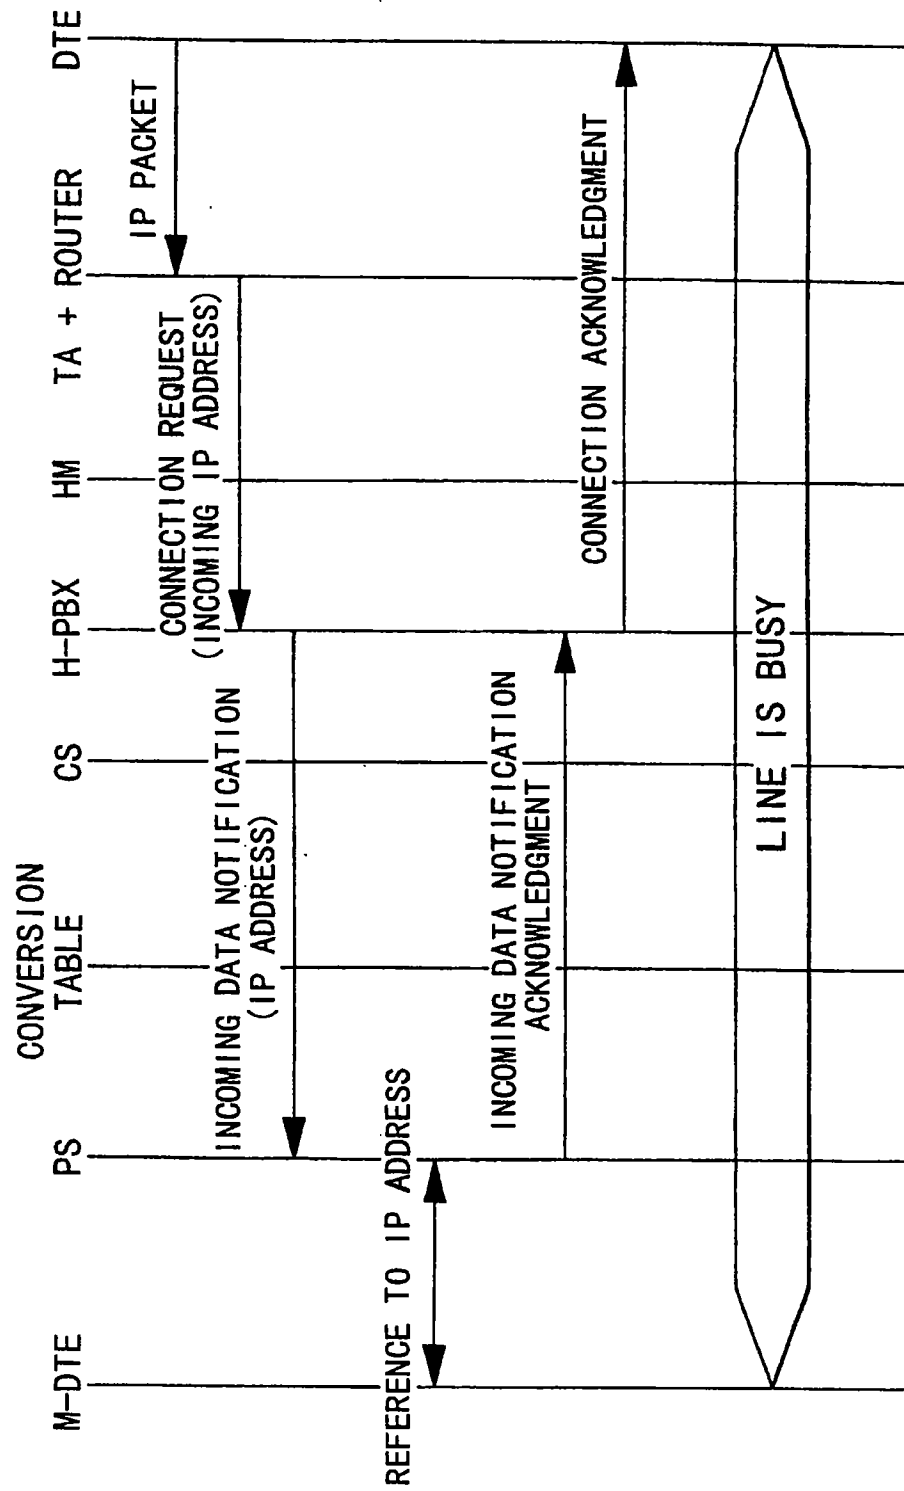 M-DTE
PS
CONVERSION
TABLE
CS
H-PBX
HM
TA + ROUTER
DTE
IP PACKET
CONNECTION REQUEST
(INCOMING IP ADDRESS)
INCOMING DATA NOTIFICATION
(IP ADDRESS)
REFERENCE TO IP ADDRESS
INCOMING DATA NOTIFICATION
ACKNOWLEDGMENT
CONNECTION ACKNOWLEDGMENT
LINE IS BUSY